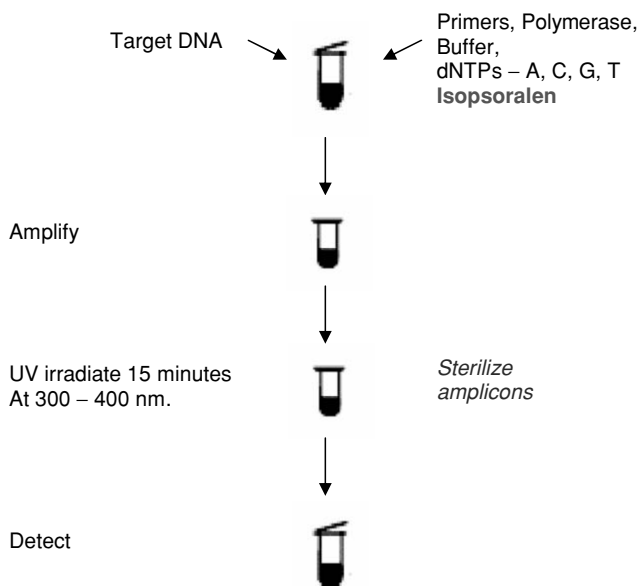 Target DNA
Primers, Polymerase,
Buffer,
dNTPs – A, C, G, T
Isopsoralen
Amplify
UV irradiate 15 minutes
At 300 – 400 nm.
Sterilize
amplicons
Detect